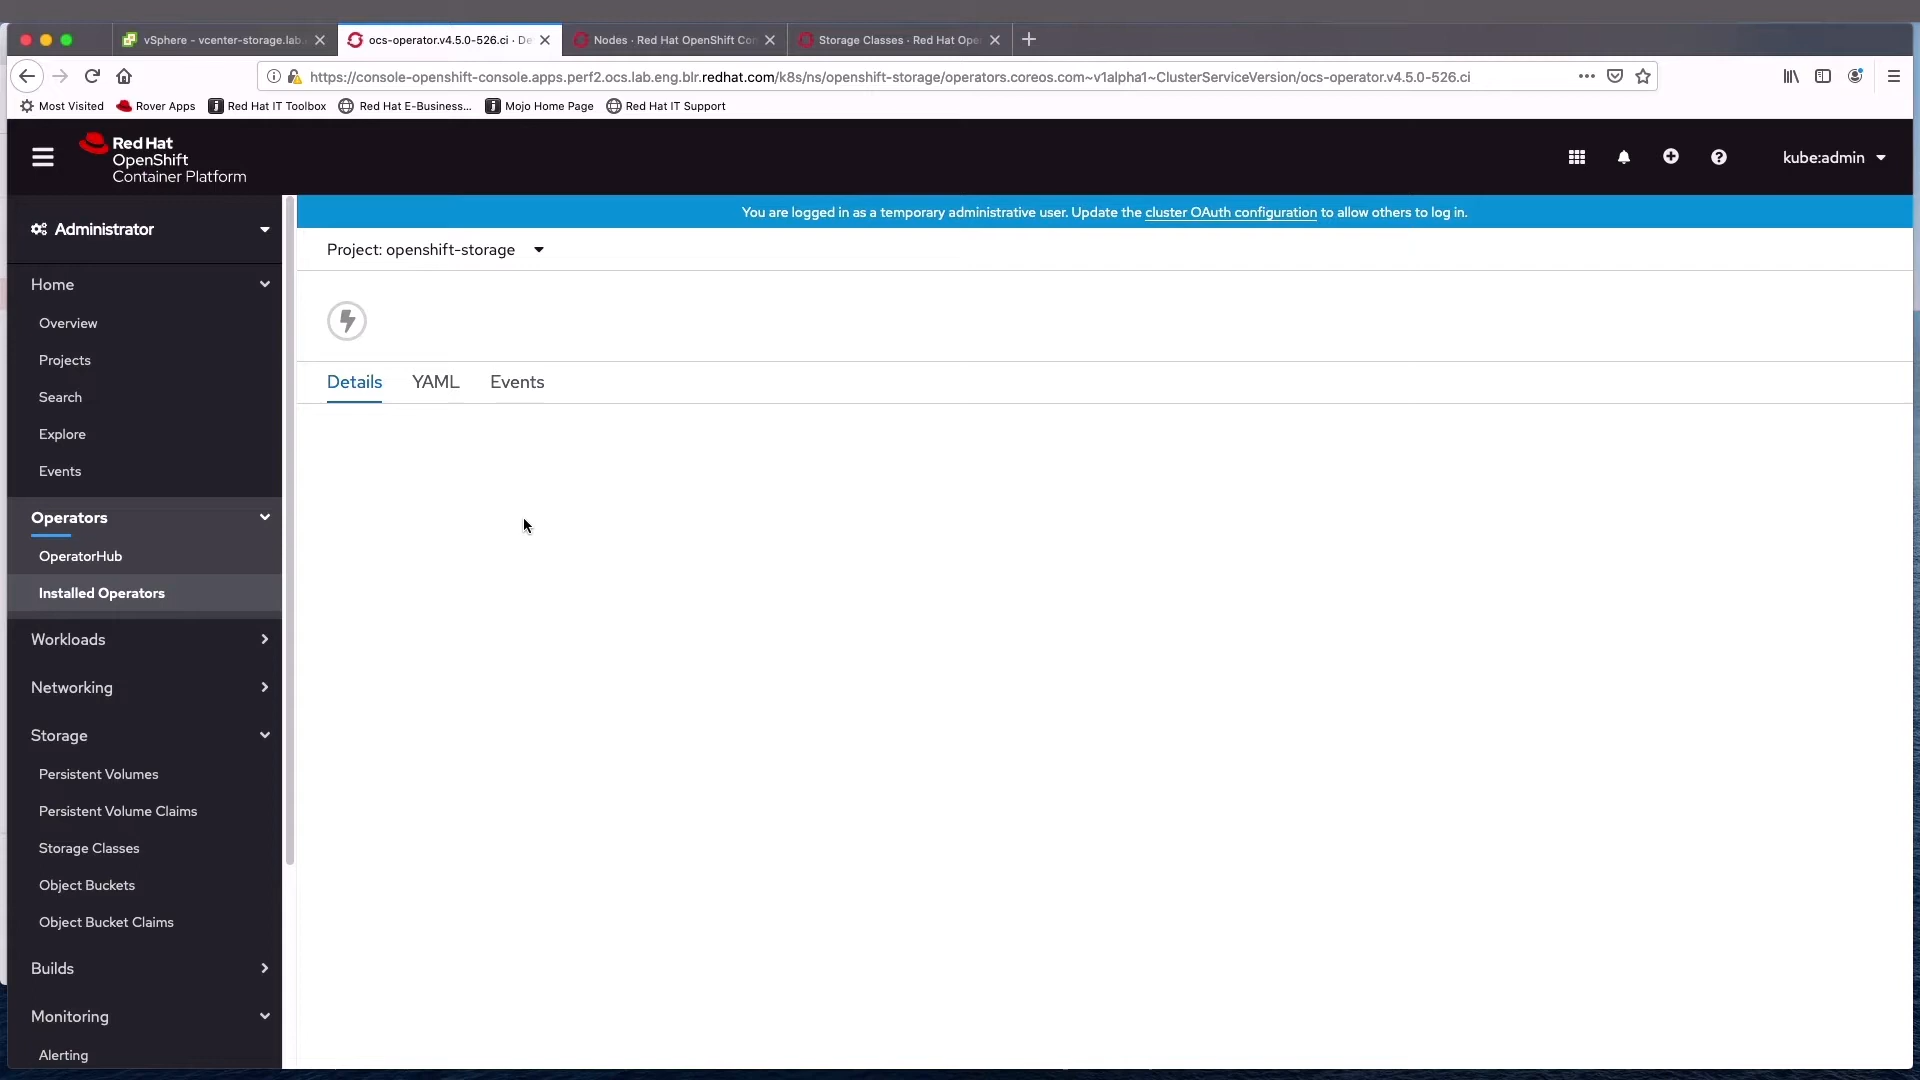 vSphere - vcenter-storage.lab.
ocs-operator.v4.5.0-526.ci · De
Nodes · Red Hat OpenShift Co
Storage Classes · Red Hat Ope
https://console-openshift-console.apps.perf2.ocs.lab.eng.blr.redhat.com/k8s/ns/openshift-storage/operators.coreos.com~v1alpha1~ClusterServiceVersion/ocs-operator.v4.5.0-526.ci
Most Visited
Rover Apps
Red Hat IT Toolbox
Red Hat E-Business...
Mojo Home Page
Red Hat IT Support
Red Hat
OpenShift
Container Platform
kube:admin
Administrator
Home
Overview
Projects
Search
Explore
Events
Operators
OperatorHub
Installed Operators
Workloads
Networking
Storage
Persistent Volumes
Persistent Volume Claims
Storage Classes
Object Buckets
Object Bucket Claims
Builds
Monitoring
Alerting
You are logged in as a temporary administrative user. Update the cluster OAuth configuration to allow others to log in.
Project: openshift-storage
Details
YAML
Events